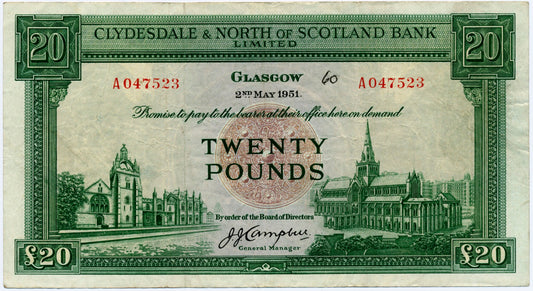 20 CLYDESDALE & NORTH OF SCOTLAND BANK 20
LIMITED
GLASGOW 60
A047523 A047523
2ND MAY 1951.
Promise to pay to the bearer at their office here on demand
TWENTY
POUNDS
By order of the Board of Directors
J.J. Campbell
General Manager
£20 £20